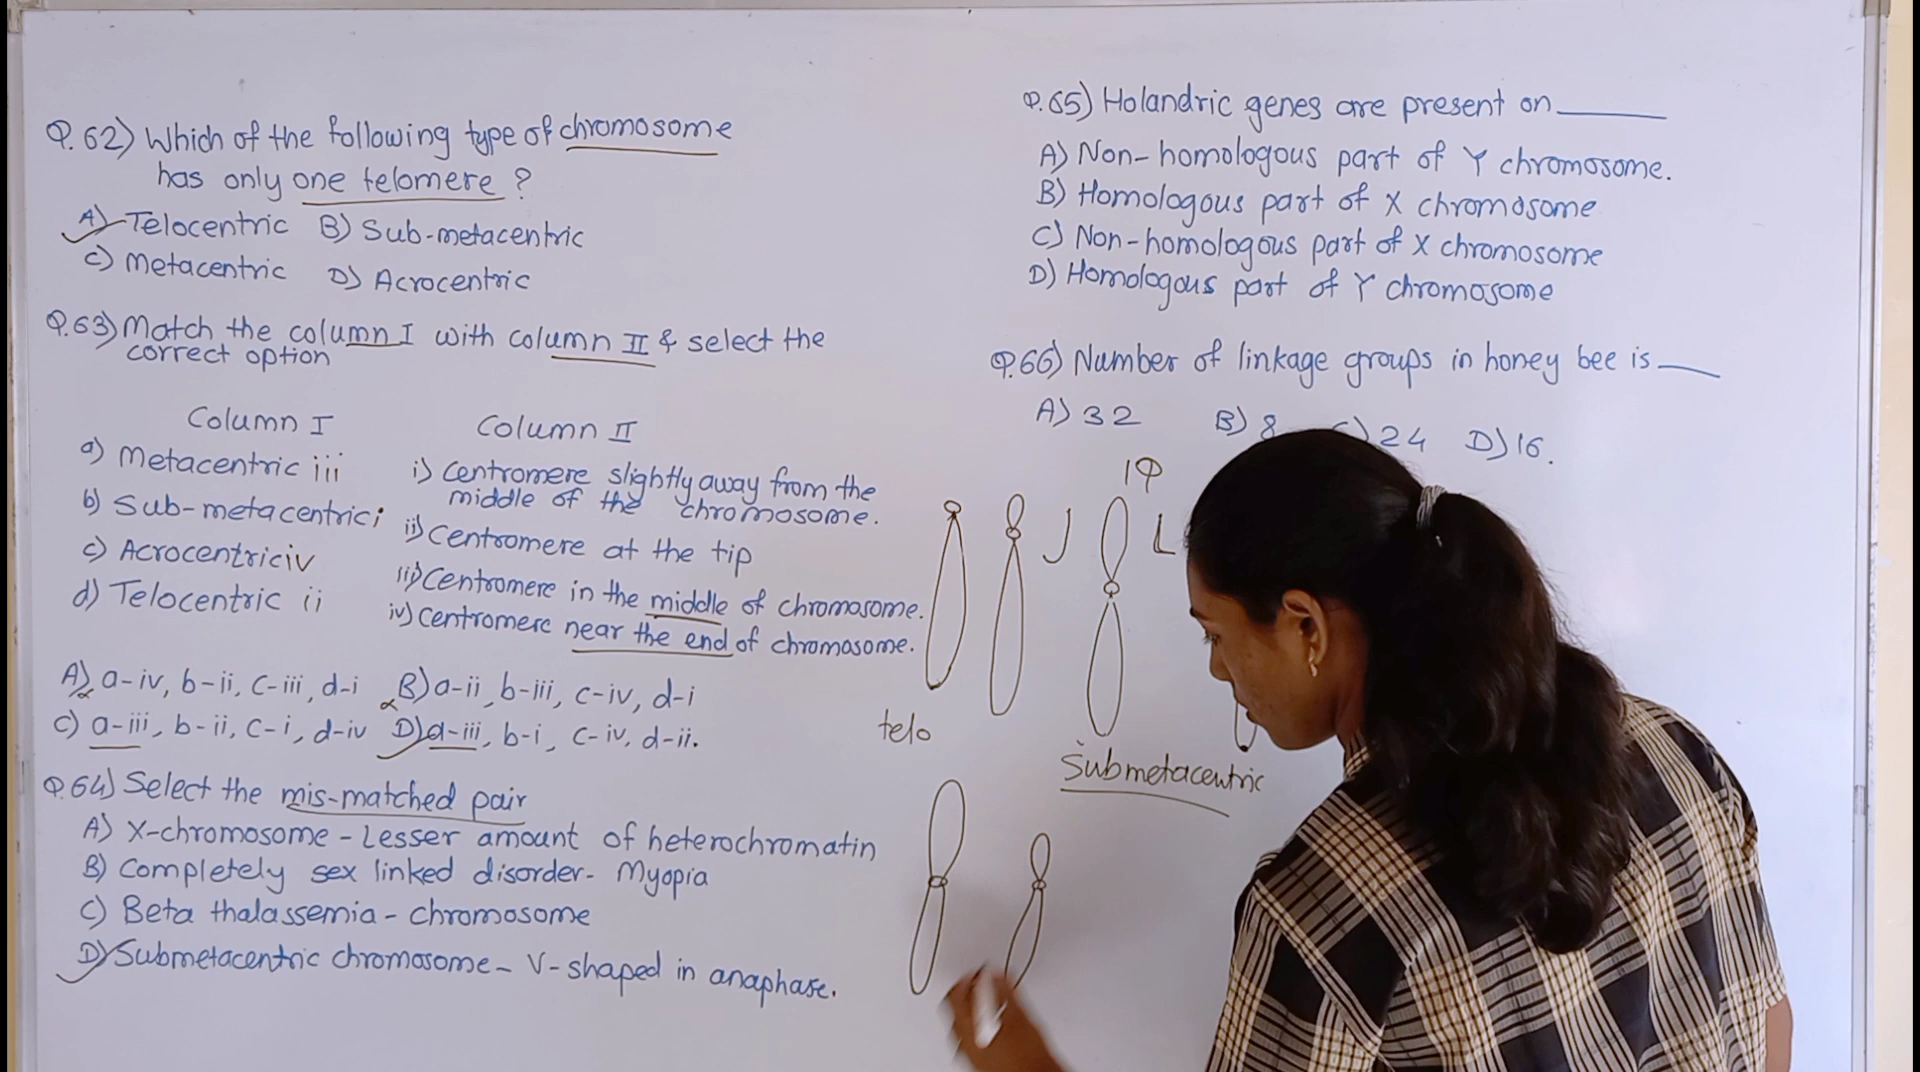 Q.62) Which of the following type of chromosome
has only one telomere ?
A) Telocentric B) Sub-metacentric
C) Metacentric D) Acrocentric
Q.63) Match the column I with column II & select the
correct option
Column I Column II
a) Metacentric iii
b) Sub-metacentric i
c) Acrocentric iv
d) Telocentric ii
i) Centromere slightly away from the
middle of the chromosome.
ii) Centromere at the tip
iii) Centromere in the middle of chromosome.
iv) Centromere near the end of chromosome.
A) a-iv, b-ii, c-iii, d-i B) a-ii, b-iii, c-iv, d-i
C) a-iii, b-ii, c-i, d-iv D) a-iii, b-i, c-iv, d-ii.
Q.64) Select the mis-matched pair
A) X-chromosome - Lesser amount of heterochromatin
B) Completely sex linked disorder - Myopia
C) Beta thalassemia - chromosome
D) Submetacentric chromosome - V-shaped in anaphase.
Q.65) Holandric genes are present on
A) Non-homologous part of Y chromosome.
B) Homologous part of X chromosome
C) Non-homologous part of X chromosome
D) Homologous part of Y chromosome
Q.66) Number of linkage groups in honey bee is
A) 32 B) 8 24 D) 16.
J L
telo
Submetacentric